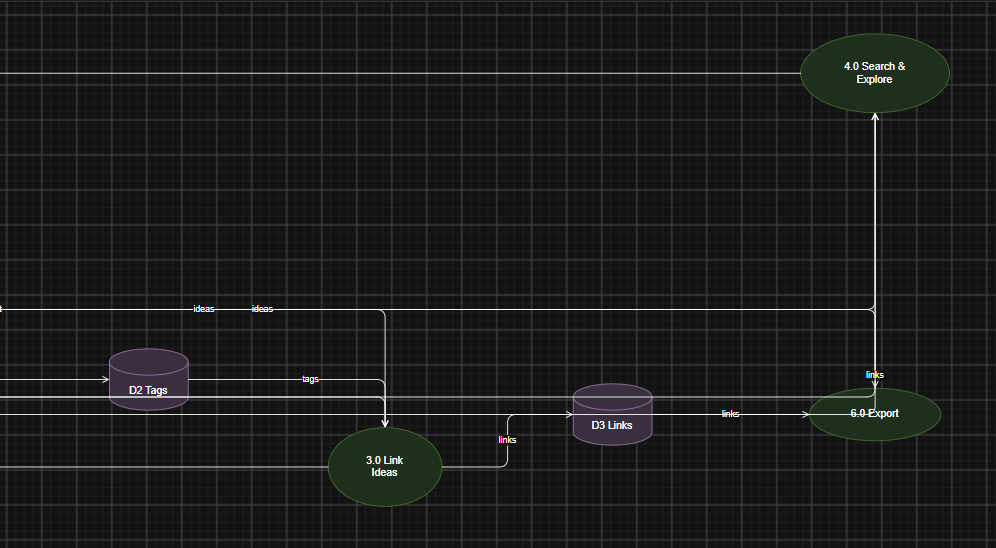 4.0 Search &
Explore
ideas
ideas
links
tags
D2 Tags
6.0 Export
links
D3 Links
links
3.0 Link
Ideas